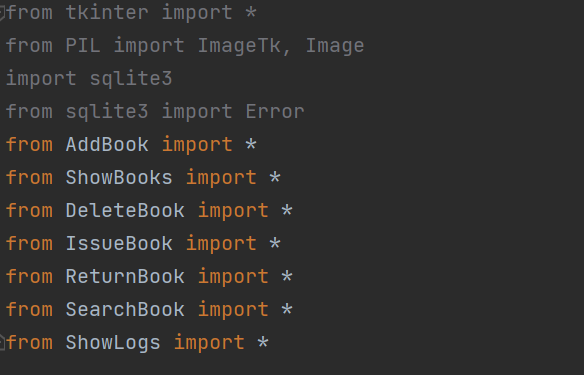 from tkinter import *
from PIL import ImageTk, Image
import sqlite3
from sqlite3 import Error
from AddBook import *
from ShowBooks import *
from DeleteBook import *
from IssueBook import *
from ReturnBook import *
from SearchBook import *
from ShowLogs import *